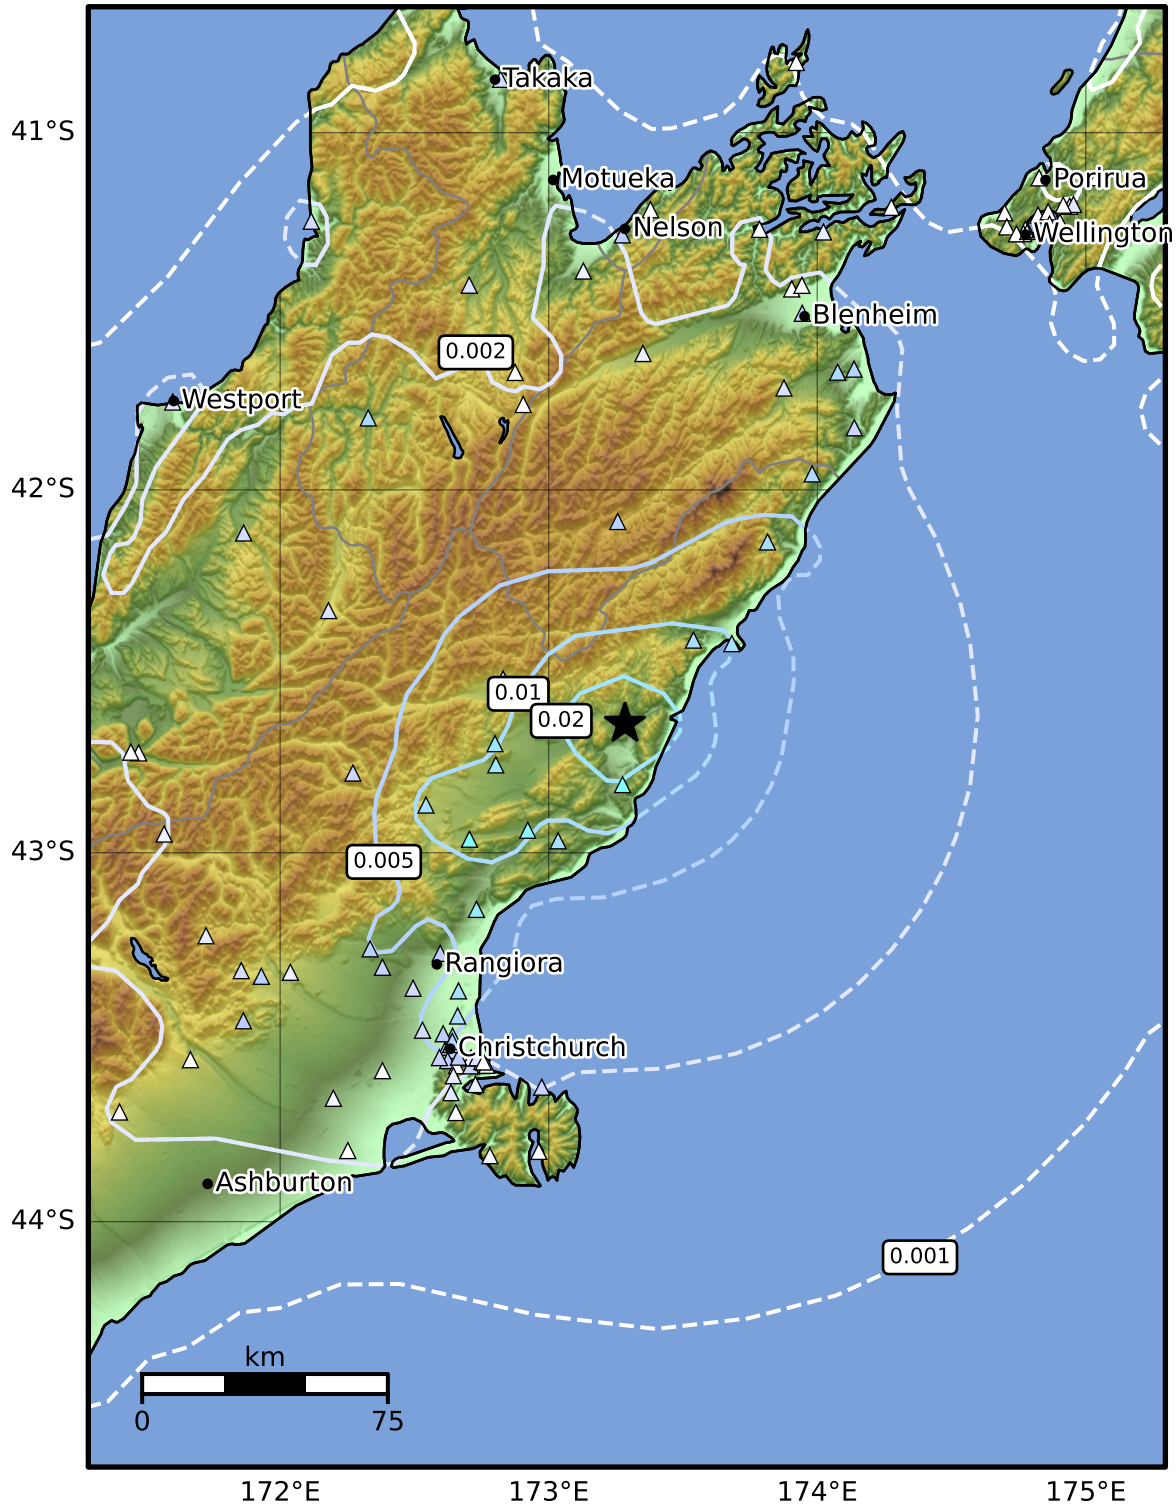 Takaka
41°S
Motueka
Porirua
Nelson
Wellington
Blenheim
0.002
Westport
42°S
0.01
0.02
43°S
0.005
Rangiora
Christchurch
Ashburton
44°S
0.001
km
0 75
172°E 173°E 174°E 175°E